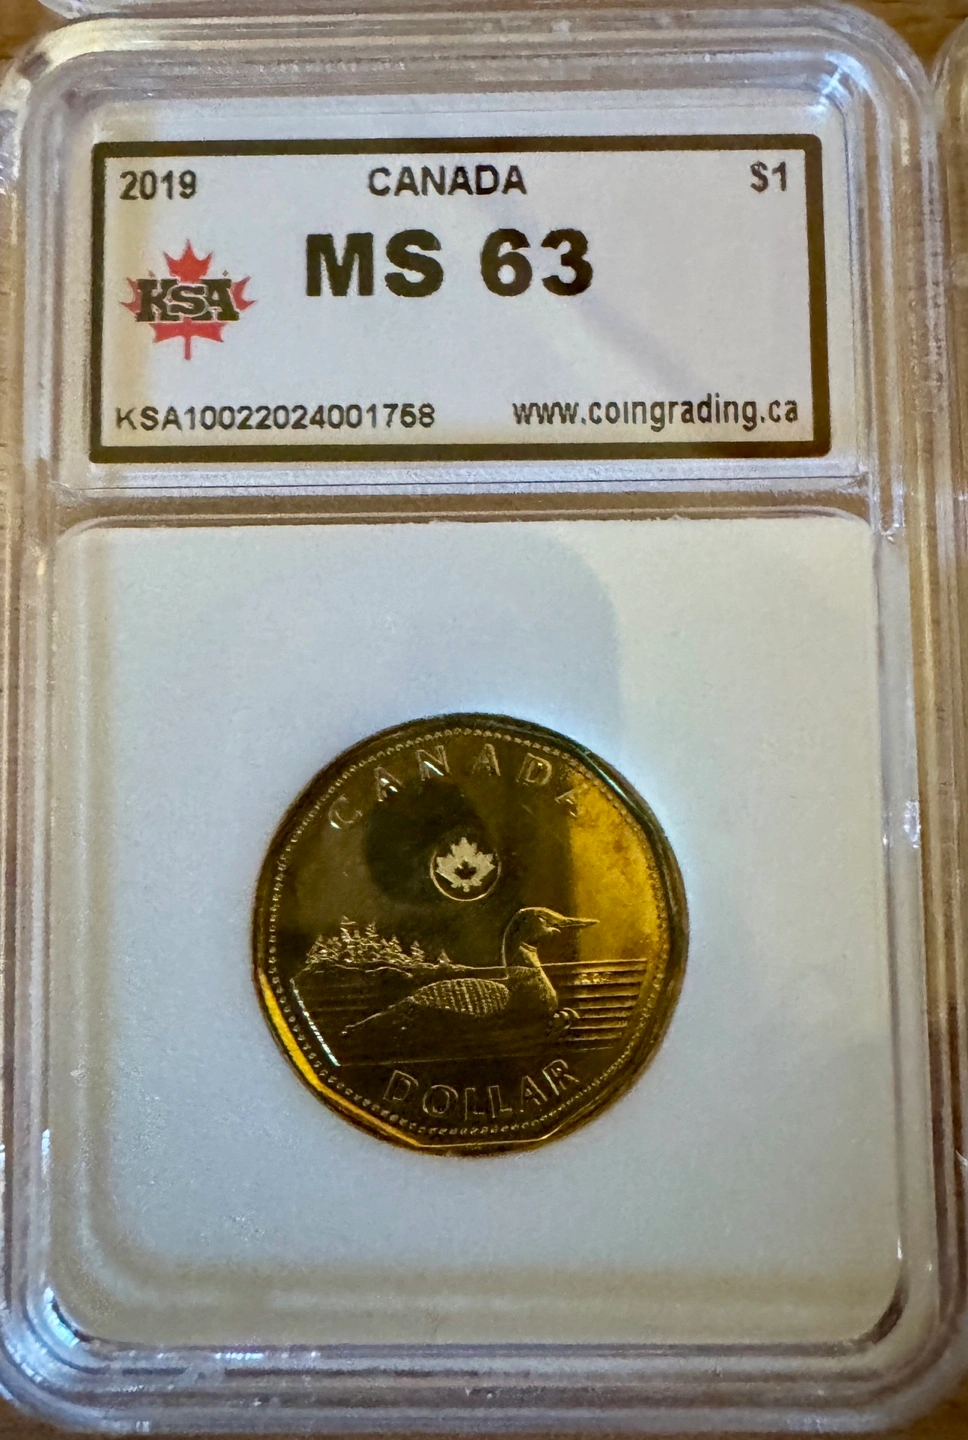 2019 CANADA $1
MS 63
KSA
KSA10022024001758 www.coingrading.ca
CANADA
DOLLAR